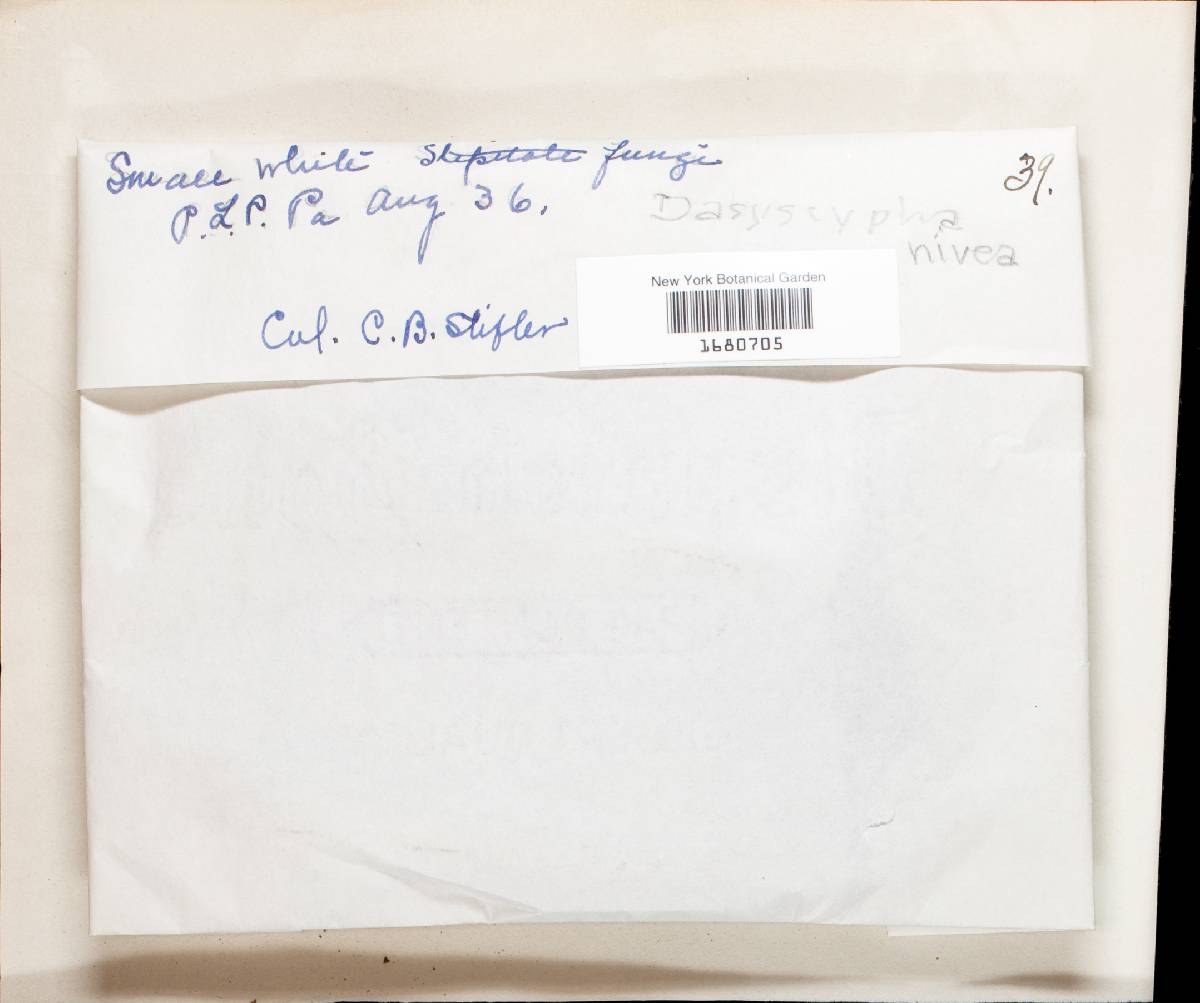 Small white Stipitate fungi
39.
P.L.P. Pa Aug 36.
Dasyscypha
nivea
New York Botanical Garden
1680705
Col. C. B. Stifler